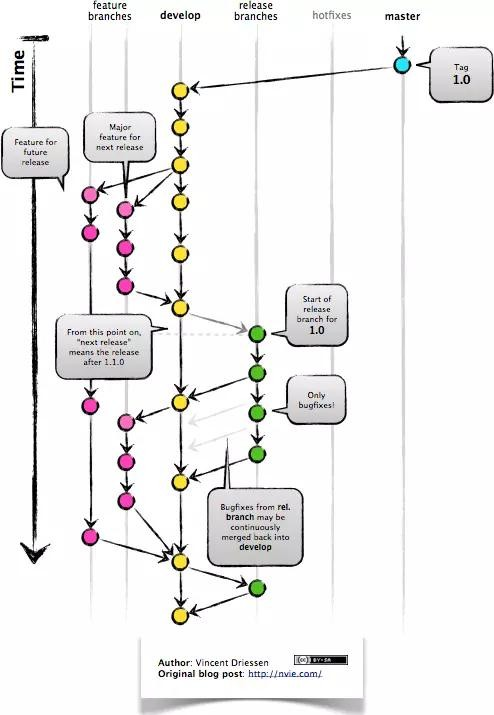 feature
branches
develop
release
branches
hotfixes
master
Time
Tag
1.0
Major
feature for
next release
Feature for
future
release
Start of
release
branch for
1.0
From this point on,
"next release"
means the release
after 1.1.0
Only
bugfixes!
Bugfixes from rel.
branch may be
continuously
merged back into
develop
Author: Vincent Driessen
Original blog post: http://nvie.com/
(cc) BY-SA